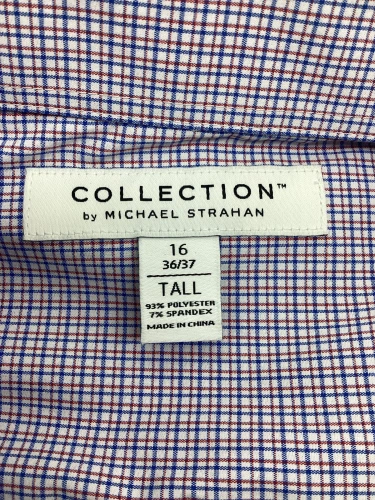 COLLECTION™
by MICHAEL STRAHAN
16
36/37
TALL
93% POLYESTER
7% SPANDEX
MADE IN CHINA